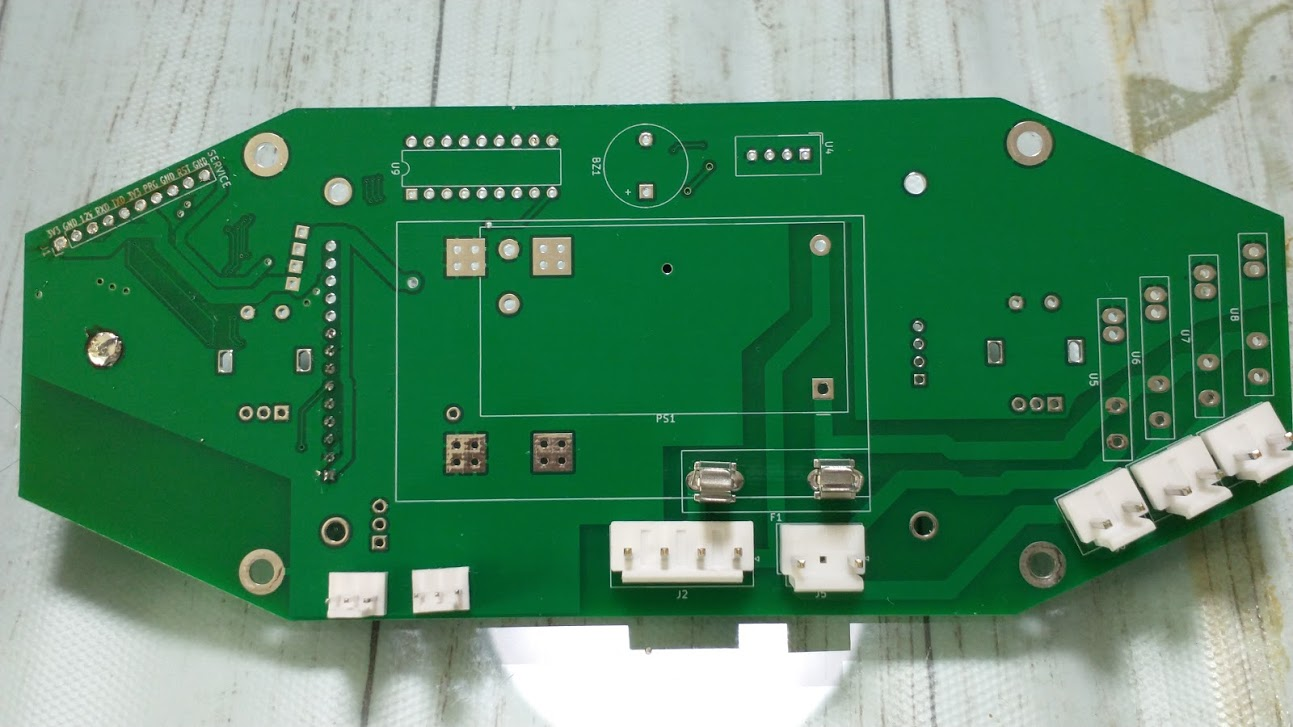 SERVICE
3V3 GND 12v RXD TXD 3V3 PRG GND RST GND
U9
BZ1
+
U4
PS1
U5
U6
U7
U8
F1
J2
J5